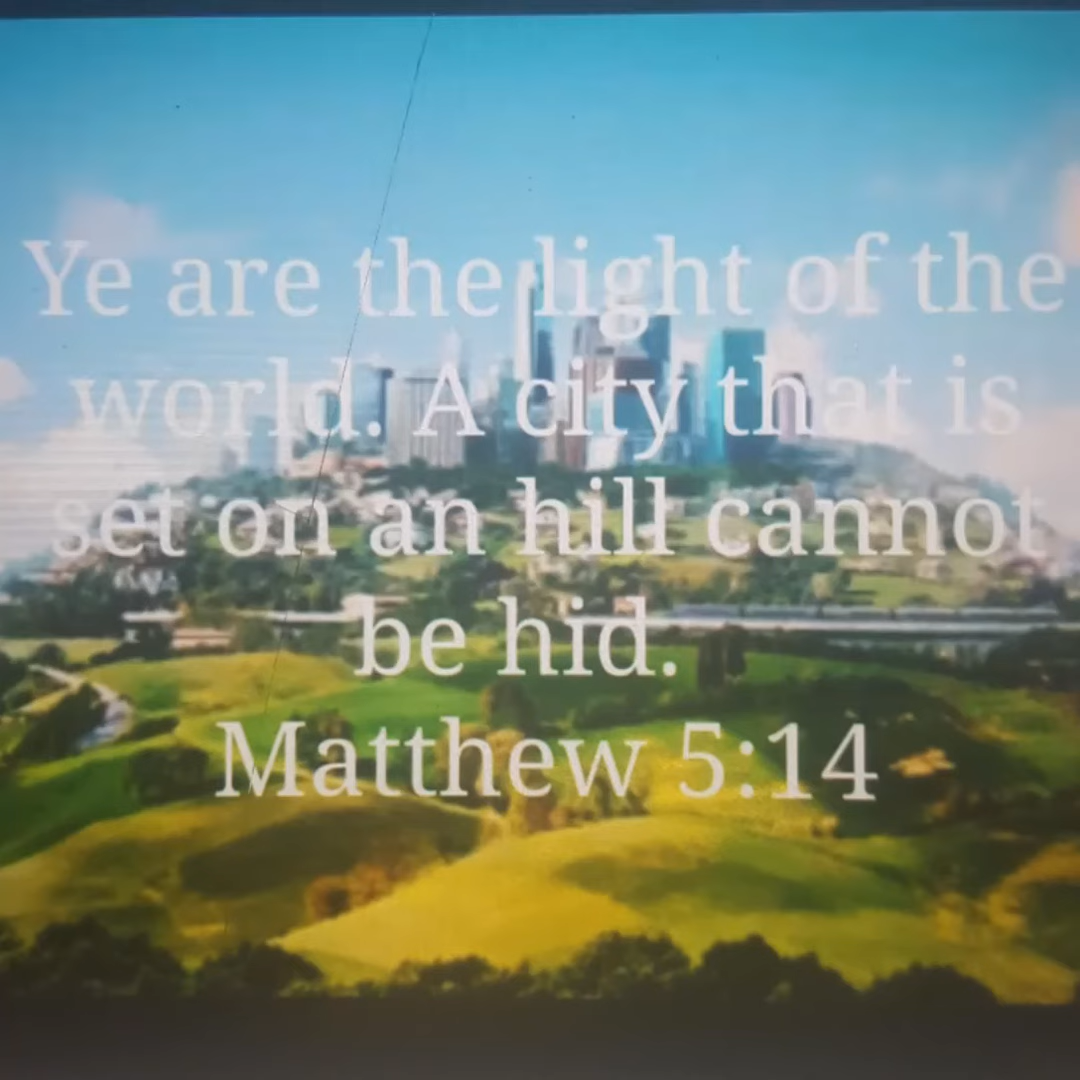 Ye are the light of the
world. A city that is
set on an hill cannot
be hid.
Matthew 5:14